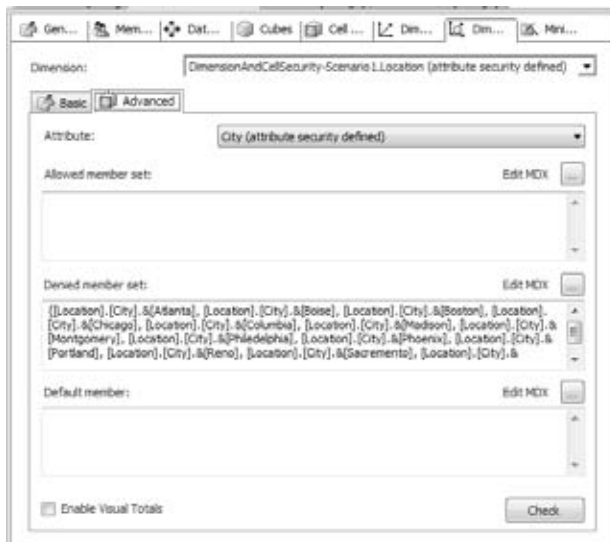 Gen... Mem... Dat... Cubes Cell ... Dim... Dim... Mini...
Dimension: DimensionAndCellSecurity-Scenario1.Location (attribute security defined)
Basic Advanced
Attribute: City (attribute security defined)
Allowed member set: Edit MDX ...
Denied member set: Edit MDX ...
{[Location].[City].&[Atlanta], [Location].[City].&[Boise], [Location].[City].&[Boston], [Location].
[City].&[Chicago], [Location].[City].&[Columbia], [Location].[City].&[Madison], [Location].[City].&
[Montgomery], [Location].[City].&[Philedelphia], [Location].[City].&[Phoenix], [Location].[City].&
[Portland], [Location].[City].&[Reno], [Location].[City].&[Sacremento], [Location].[City].&
Default member: Edit MDX ...
Enable Visual Totals Check